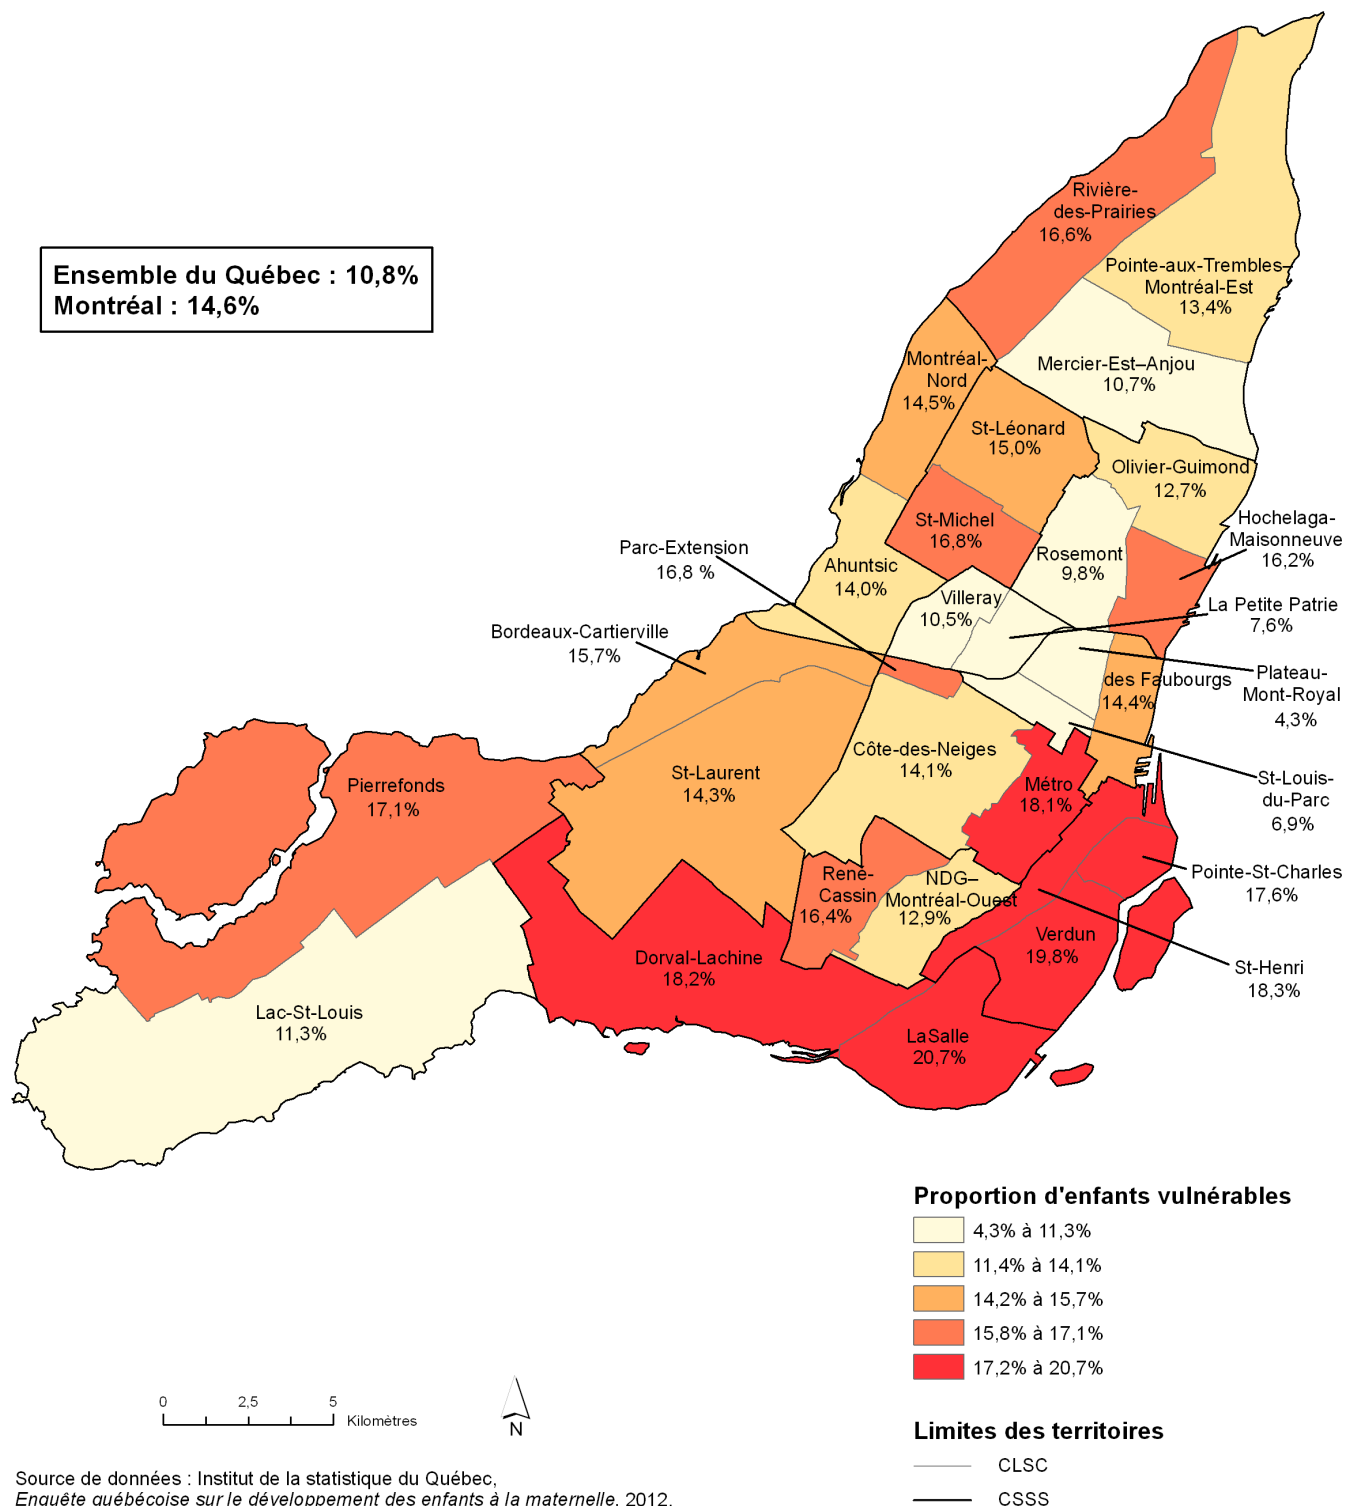 Ensemble du Québec : 10,8%
Montréal : 14,6%
Rivière-
des-Prairies
16,6%
Pointe-aux-Trembles–
Montréal-Est
13,4%
Mercier-Est–Anjou
10,7%
Montréal-
Nord
14,5%
St-Léonard
15,0%
Olivier-Guimond
12,7%
Hochelaga-
Maisonneuve
16,2%
St-Michel
16,8%
Rosemont
9,8%
Parc-Extension
16,8 %
Ahuntsic
14,0%
Villeray
10,5%
La Petite Patrie
7,6%
Bordeaux-Cartierville
15,7%
des Faubourgs
14,4%
Plateau-
Mont-Royal
4,3%
Côte-des-Neiges
14,1%
St-Laurent
14,3%
Métro
18,1%
St-Louis-
du-Parc
6,9%
Pierrefonds
17,1%
René-
Cassin
16,4%
NDG–
Montréal-Ouest
12,9%
Pointe-St-Charles
17,6%
Verdun
19,8%
Dorval-Lachine
18,2%
St-Henri
18,3%
Lac-St-Louis
11,3%
LaSalle
20,7%
Proportion d'enfants vulnérables
4,3% à 11,3%
11,4% à 14,1%
14,2% à 15,7%
15,8% à 17,1%
17,2% à 20,7%
0 2,5 5
Kilomètres
N
Limites des territoires
CLSC
CSSS
Source de données : Institut de la statistique du Québec,
Enquête québécoise sur le développement des enfants à la maternelle, 2012.